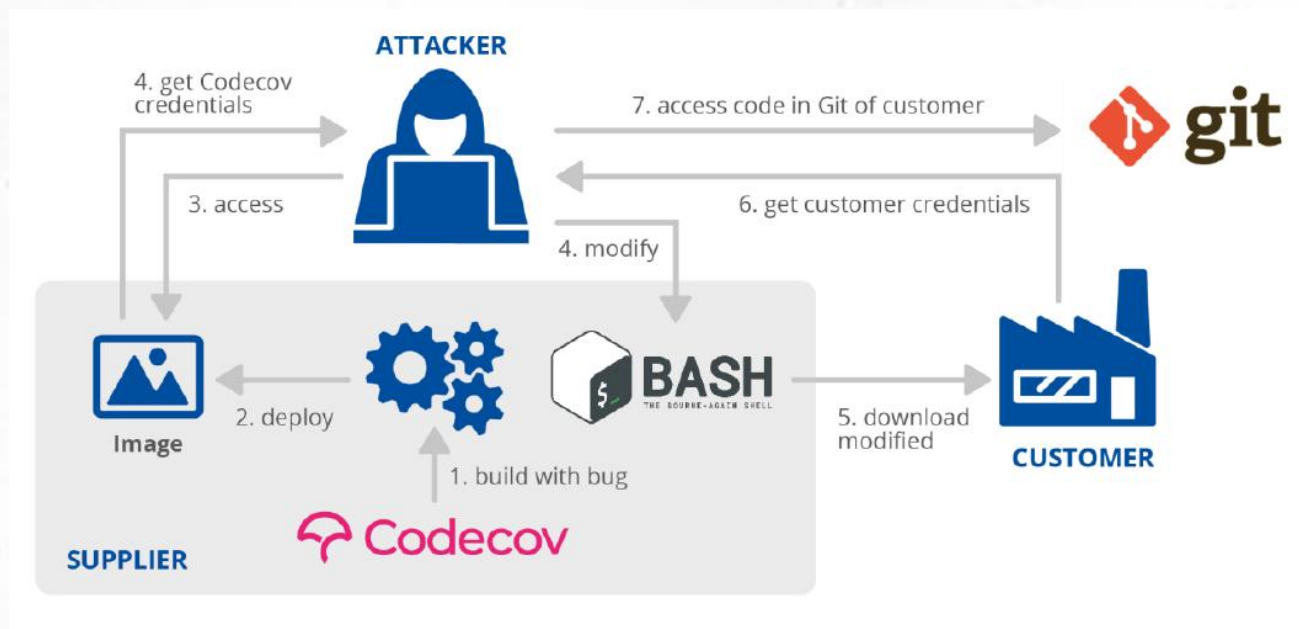 ATTACKER
4. get Codecov
credentials
7. access code in Git of customer
git
3. access
6. get customer credentials
4. modify
$_
BASH
THE BOURNE-AGAIN SHELL
2. deploy
Image
5. download
modified
CUSTOMER
1. build with bug
Codecov
SUPPLIER